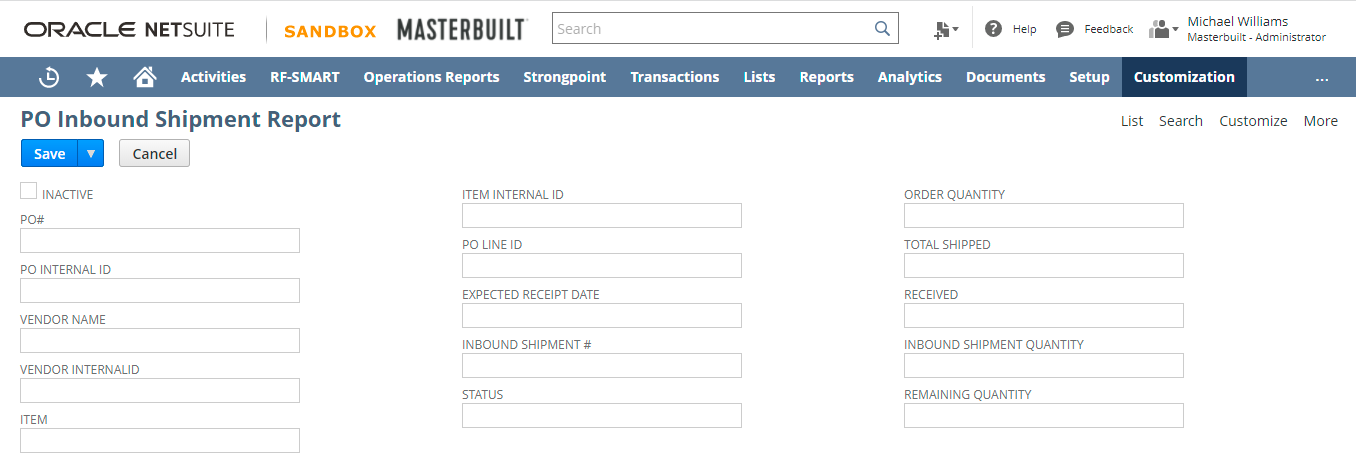 ORACLE NETSUITE SANDBOX MASTERBUILT Search Help Feedback Michael Williams
Masterbuilt - Administrator
Activities RF-SMART Operations Reports Strongpoint Transactions Lists Reports Analytics Documents Setup Customization ...
PO Inbound Shipment Report
List Search Customize More
Save Cancel
INACTIVE
PO#
PO INTERNAL ID
VENDOR NAME
VENDOR INTERNALID
ITEM
ITEM INTERNAL ID
PO LINE ID
EXPECTED RECEIPT DATE
INBOUND SHIPMENT #
STATUS
ORDER QUANTITY
TOTAL SHIPPED
RECEIVED
INBOUND SHIPMENT QUANTITY
REMAINING QUANTITY